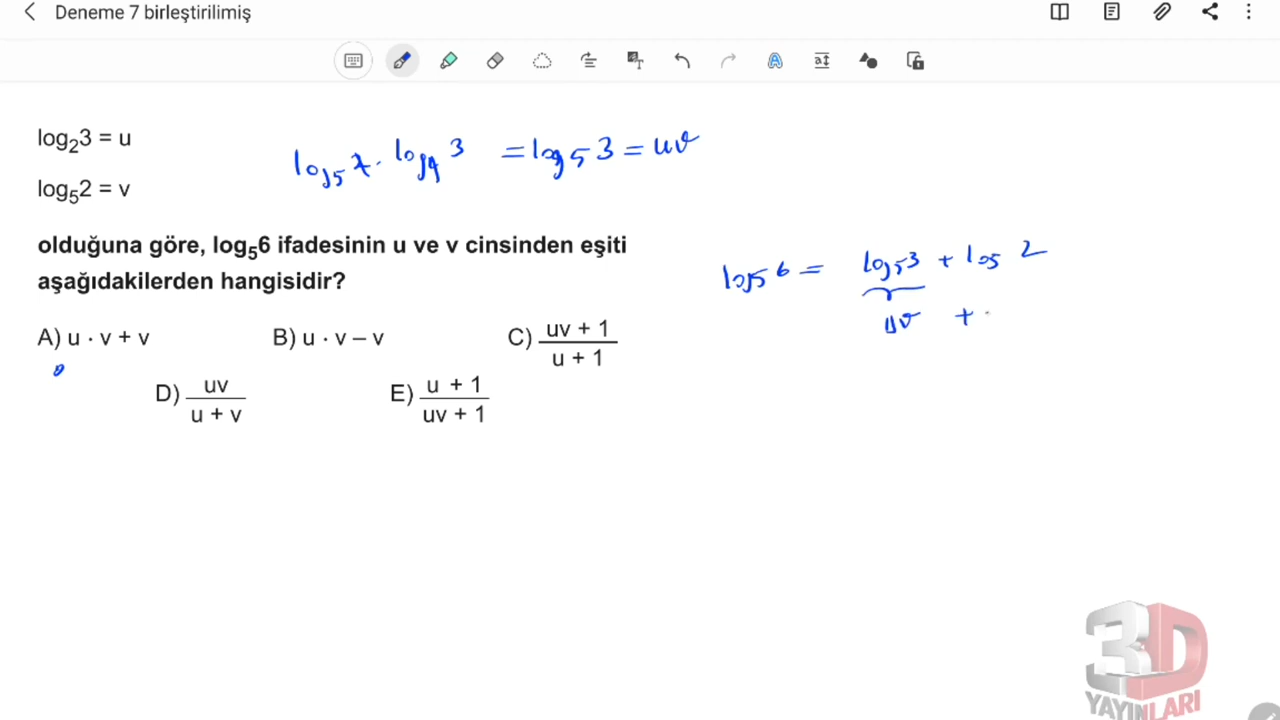 Deneme 7 birleştirilimiş
log₂3 = u
log₅2 = v
log₅2 · log₂3 = log₅3 = uv
olduğuna göre, log₅6 ifadesinin u ve v cinsinden eşiti
aşağıdakilerden hangisidir?
log₅6 = log₅3 + log₅2
uv +
A) u · v + v B) u · v – v C) (uv + 1)/(u + 1)
D) uv/(u + v) E) (u + 1)/(uv + 1)
3D
YAYINLARI